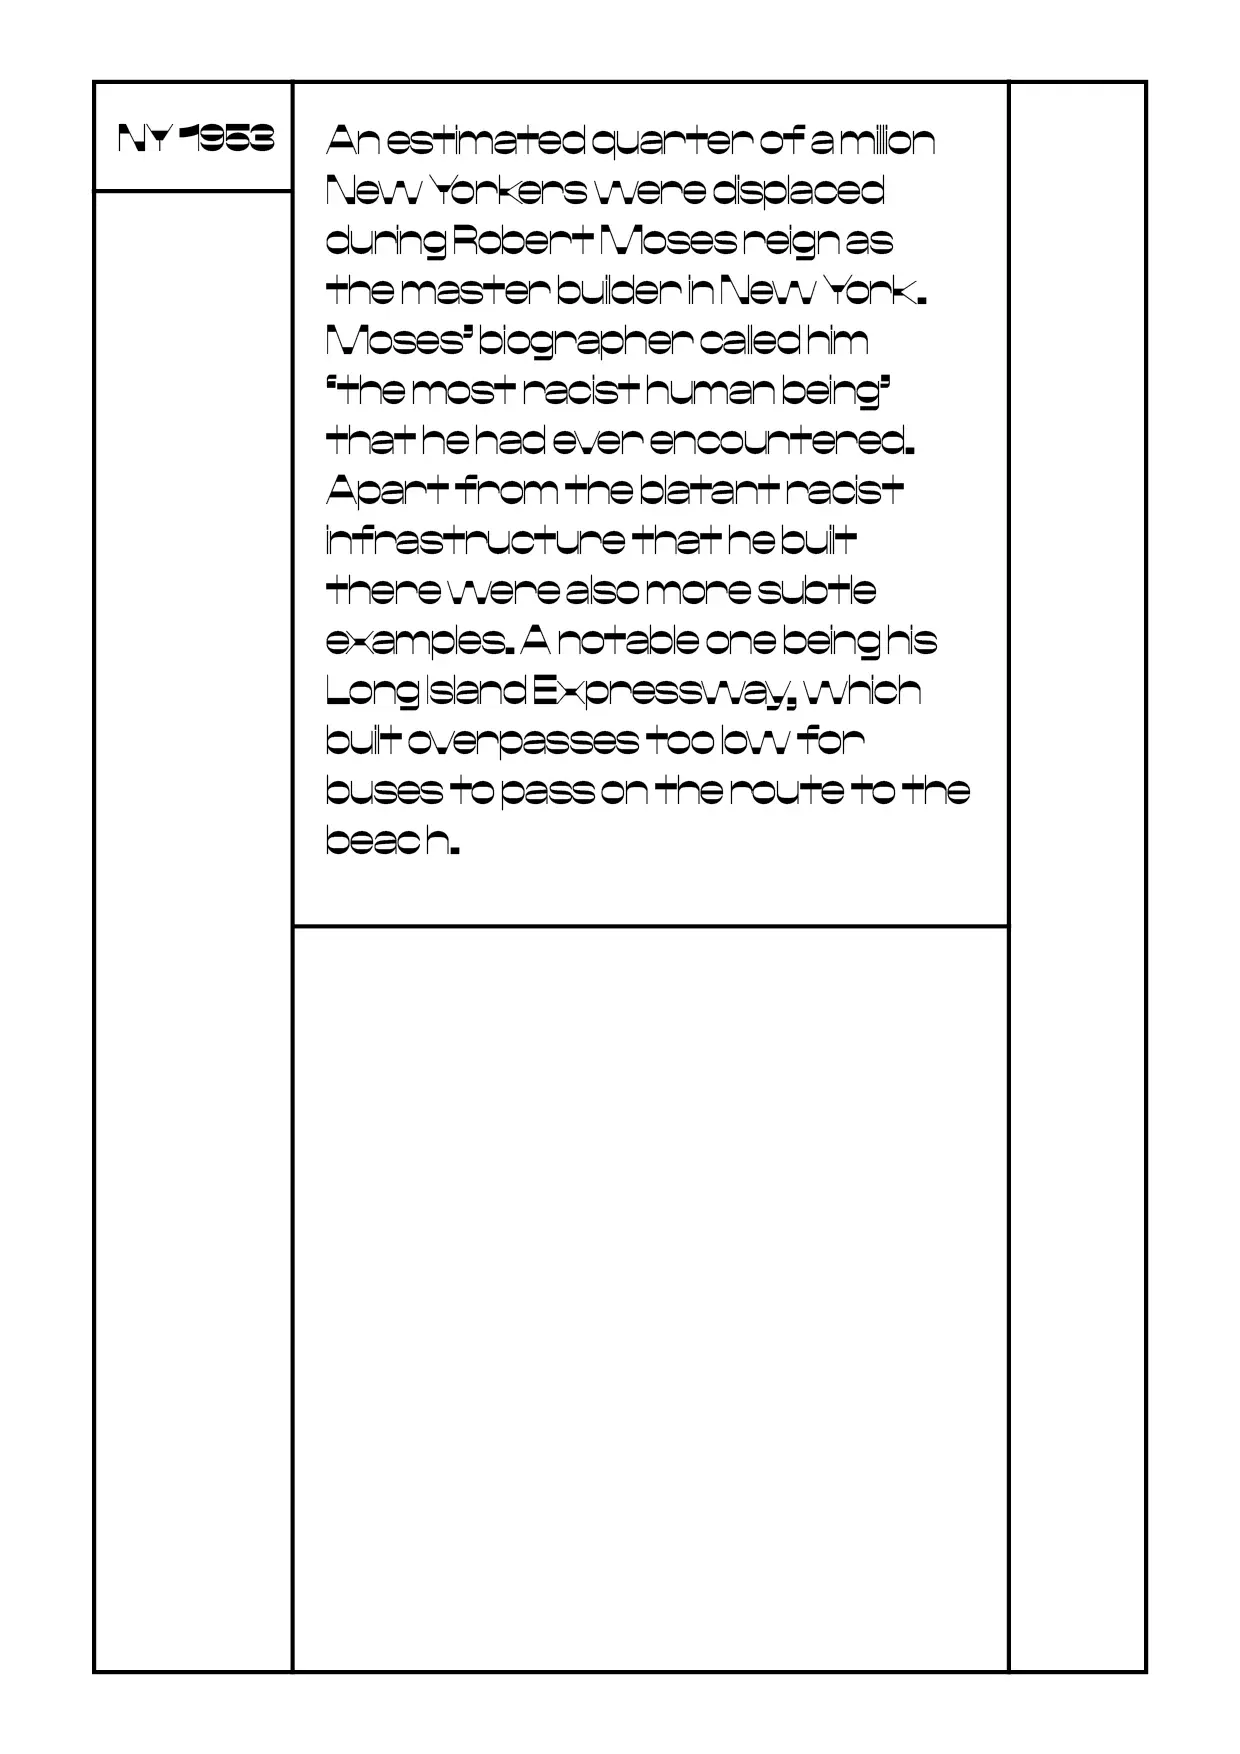 NY 1953
An estimated quarter of a million
New Yorkers were displaced
during Robert Moses reign as
the master builder in New York.
Moses’ biographer called him
‘the most racist human being’
that he had ever encountered.
Apart from the blatant racist
infrastructure that he built
there were also more subtle
examples. A notable one being his
Long Island Expressway, which
built overpasses too low for
buses to pass on the route to the
beach.